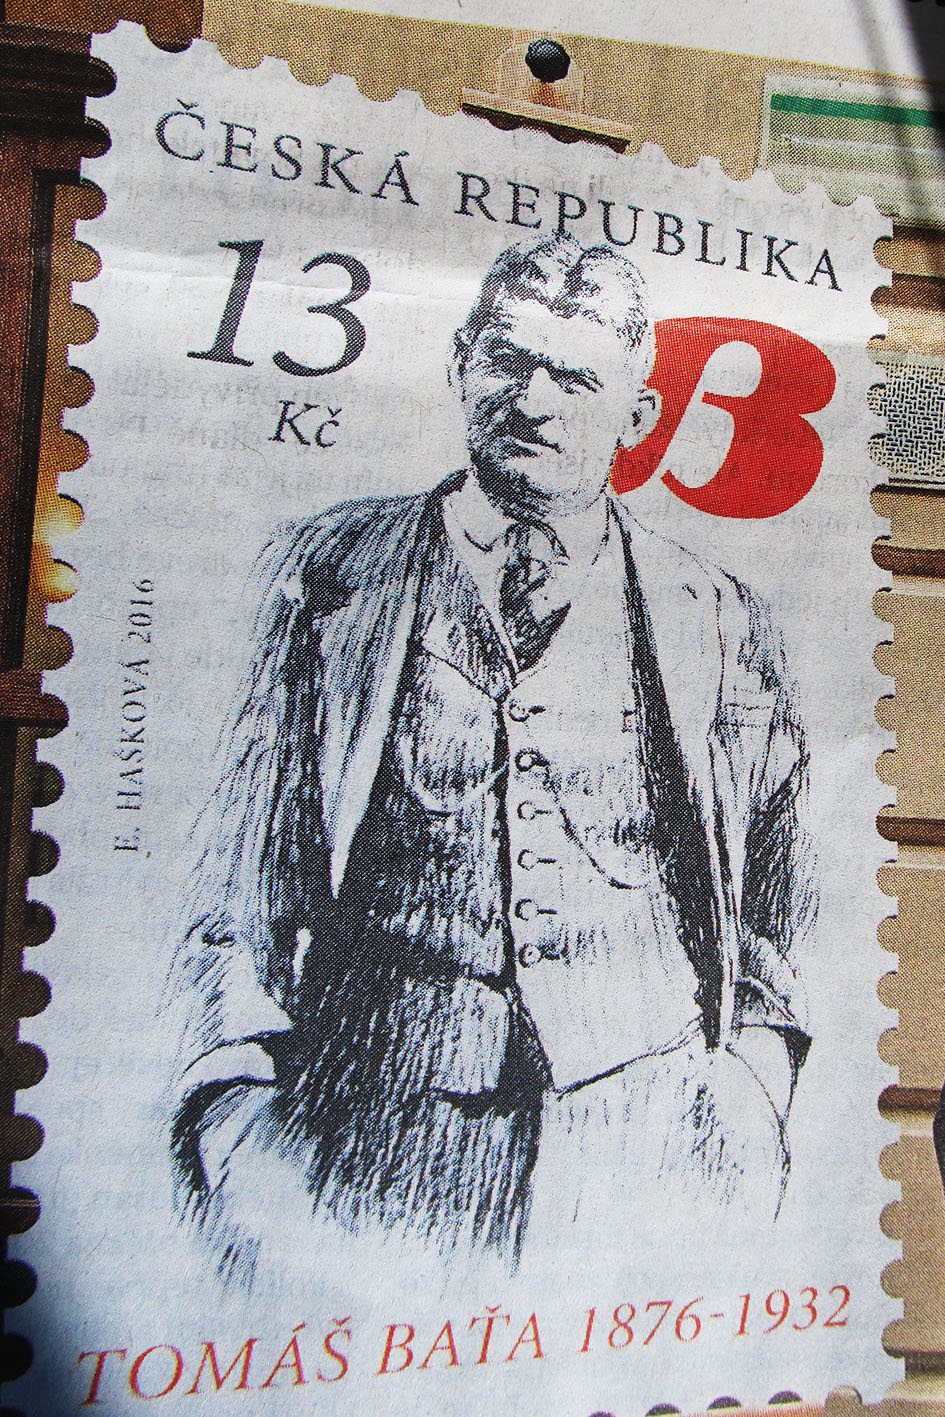 ČESKÁ REPUBLIKA
13
Kč
B
E. HAŠKOVÁ 2016
TOMÁŠ BAŤA 1876-1932